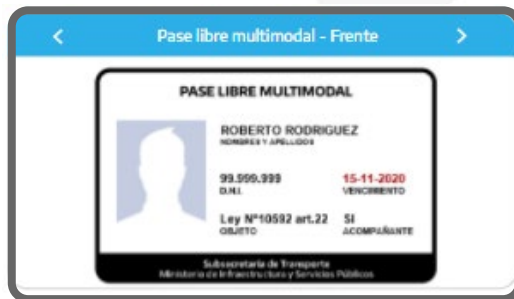 Pase libre multimodal - Frente
PASE LIBRE MULTIMODAL
ROBERTO RODRIGUEZ
NOMBRES Y APELLIDOS
99.999.999
D.N.I.
15-11-2020
VENCIMIENTO
Ley N°10592 art.22
OBJETO
SI
ACOMPAÑANTE
Subsecretaría de Transporte
Ministerio de Infraestructura y Servicios Públicos